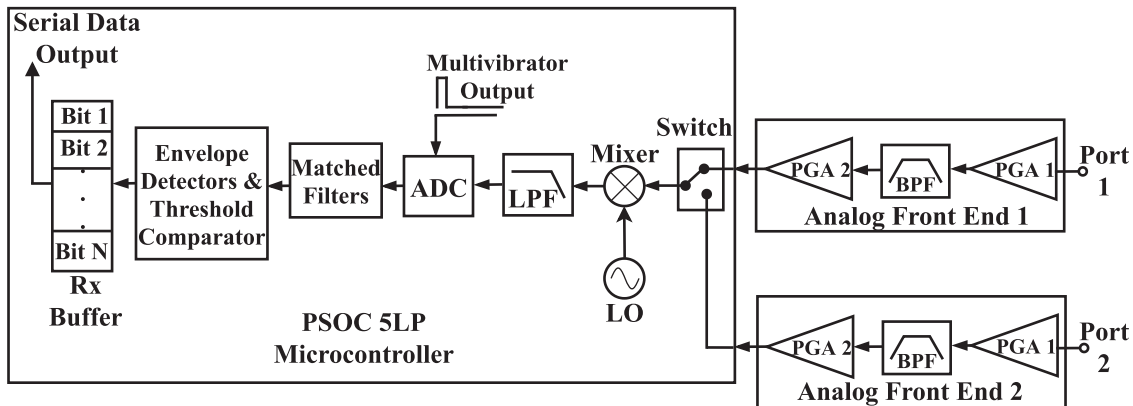 Serial Data
Output
Bit 1
Bit 2
Bit N
Rx
Buffer
Envelope
Detectors &
Threshold
Comparator
Matched
Filters
Multivibrator
Output
ADC
LPF
Mixer
LO
Switch
PSOC 5LP
Microcontroller
PGA 2
BPF
PGA 1
Analog Front End 1
Port
1
PGA 2
BPF
PGA 1
Analog Front End 2
Port
2